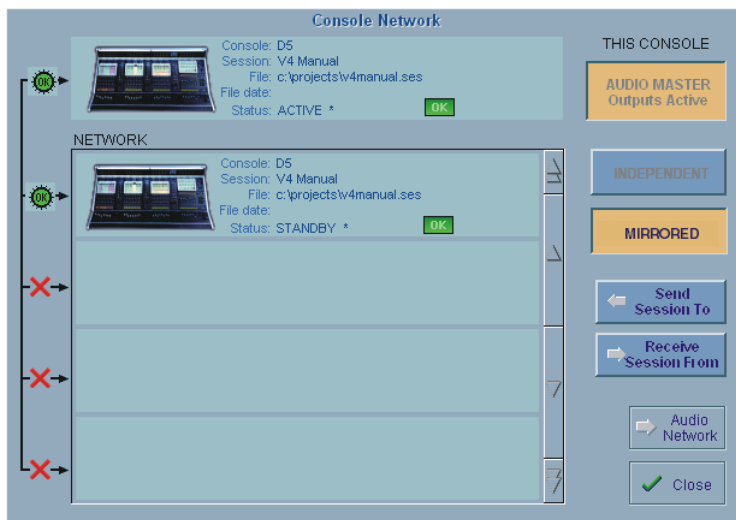 Console Network
Console: D5
Session: V4 Manual
File: c:\projects\v4manual.ses
File date:
Status: ACTIVE *
OK
OK
THIS CONSOLE
AUDIO MASTER
Outputs Active
NETWORK
Console: D5
Session: V4 Manual
File: c:\projects\v4manual.ses
File date:
Status: STANDBY *
OK
OK
INDEPENDENT
MIRRORED
Send
Session To
Receive
Session From
Audio
Network
Close